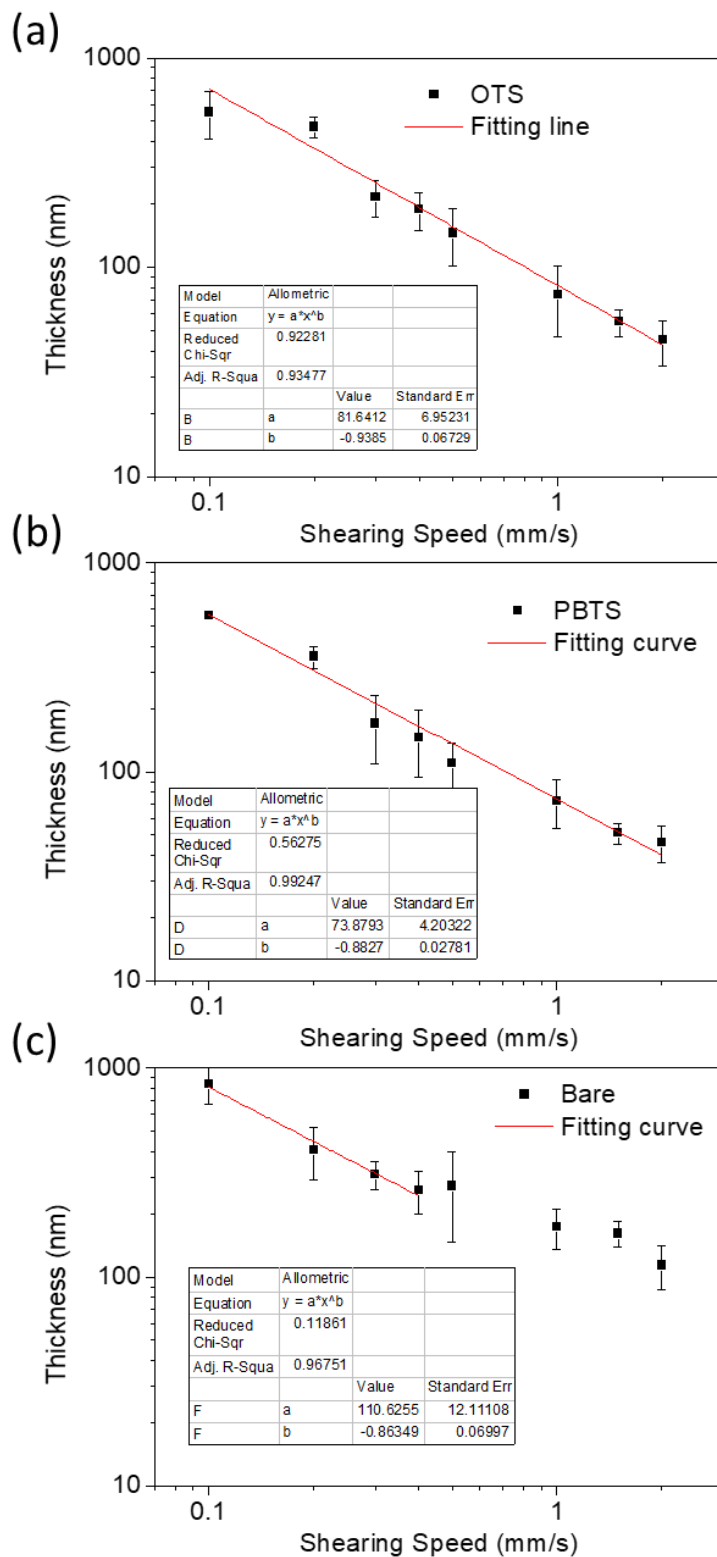 (a)
1000
100
10
Thickness (nm)
OTS
Fitting line
Model Allometric
Equation y = a*x^b
Reduced Chi-Sqr 0.92281
Adj. R-Squa 0.93477
Value Standard Err
B a 81.6412 6.95231
B b -0.9385 0.06729
0.1 1
Shearing Speed (mm/s)
(b)
1000
100
10
Thickness (nm)
PBTS
Fitting curve
Model Allometric
Equation y = a*x^b
Reduced Chi-Sqr 0.56275
Adj. R-Squa 0.99247
Value Standard Err
D a 73.8793 4.20322
D b -0.8827 0.02781
0.1 1
Shearing Speed (mm/s)
(c)
1000
100
10
Thickness (nm)
Bare
Fitting curve
Model Allometric
Equation y = a*x^b
Reduced Chi-Sqr 0.11861
Adj. R-Squa 0.96751
Value Standard Err
F a 110.6255 12.11108
F b -0.86349 0.06997
0.1 1
Shearing Speed (mm/s)